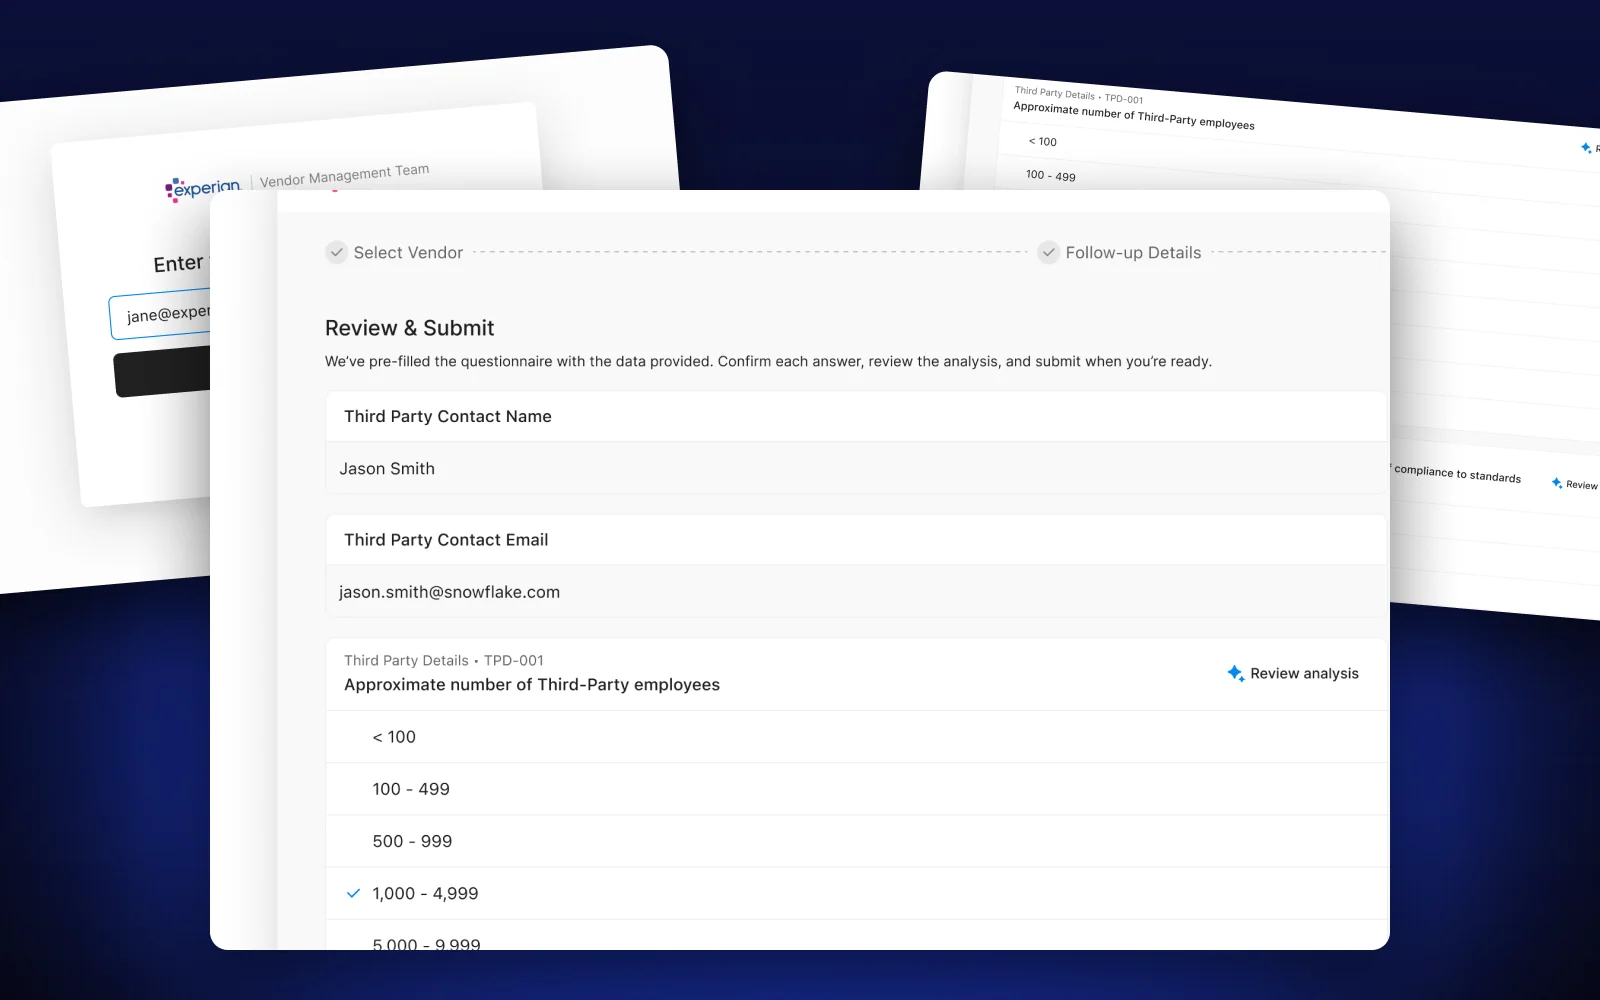 experian
Vendor Management Team
Enter
jane@exper
Third Party Details • TPD-001
Approximate number of Third-Party employees
< 100
100 - 499
compliance to standards
Review
Select Vendor
Follow-up Details
Review & Submit
We’ve pre-filled the questionnaire with the data provided. Confirm each answer, review the analysis, and submit when you’re ready.
Third Party Contact Name
Jason Smith
Third Party Contact Email
jason.smith@snowflake.com
Third Party Details • TPD-001
Approximate number of Third-Party employees
Review analysis
< 100
100 - 499
500 - 999
1,000 - 4,999
5,000 - 9,999